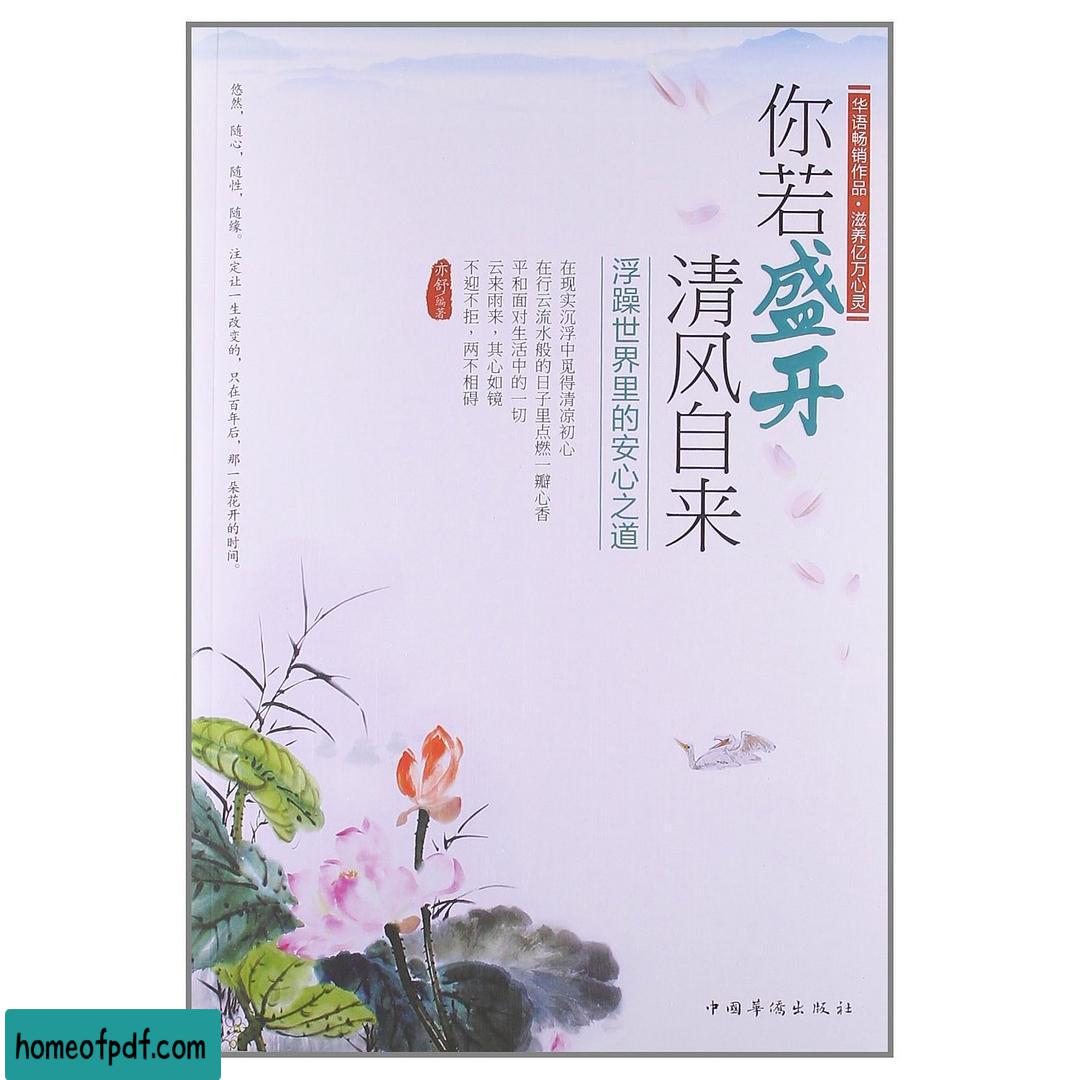 华语畅销作品·滋养亿万心灵
你若盛开
清风自来
浮躁世界里的安心之道
在现实沉浮中觅得清凉初心
在行云流水般的日子里点燃一瓣心香
平和面对生活中的一切
云来雨来，其心如镜
不迎不拒，两不相碍
亦舒编著
悠然，随心，随性，随缘。注定让一生改变的，只在百年后，那一朵花开的时间。
中国华侨出版社
homeofpdf.com